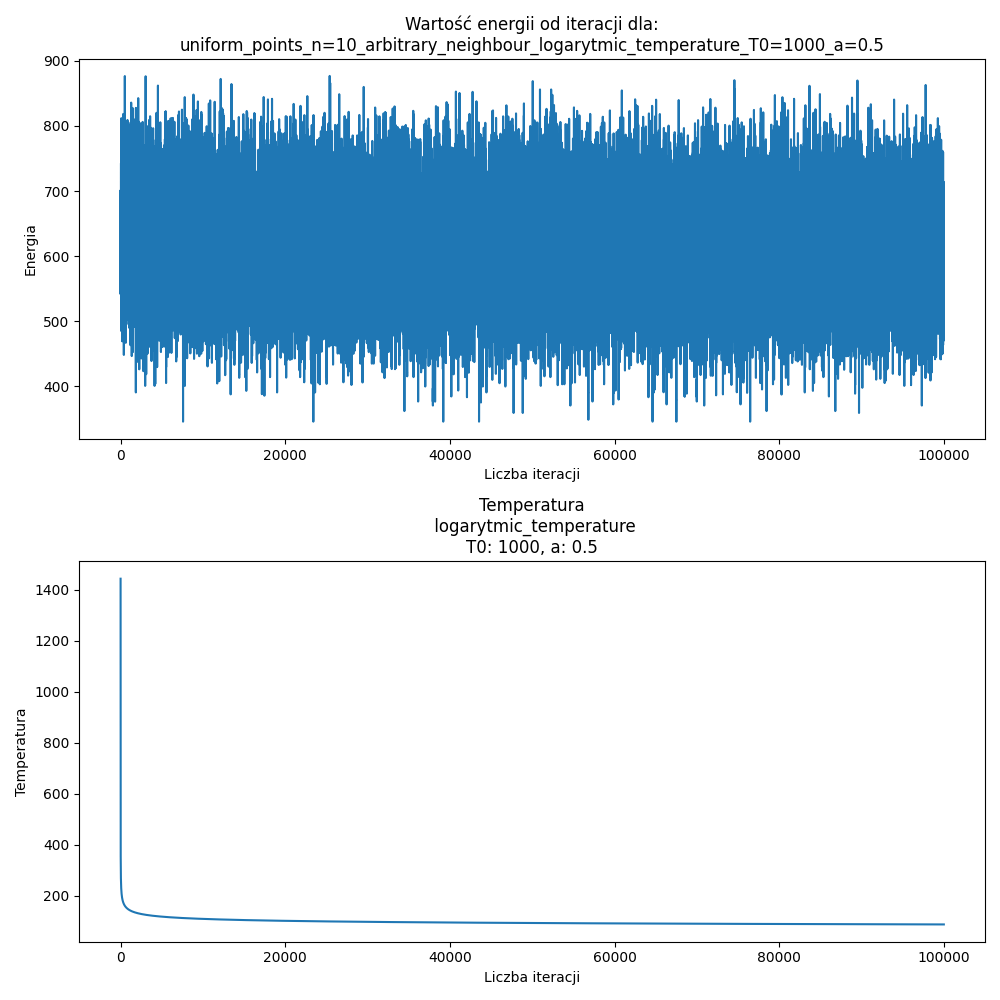 Wartość energii od iteracji dla:
uniform_points_n=10_arbitrary_neighbour_logarytmic_temperature_T0=1000_a=0.5
900
800
700
600
500
400
Energia
0 20000 40000 60000 80000 100000
Liczba iteracji
Temperatura
logarytmic_temperature
T0: 1000, a: 0.5
1400
1200
1000
800
600
400
200
Temperatura
0 20000 40000 60000 80000 100000
Liczba iteracji